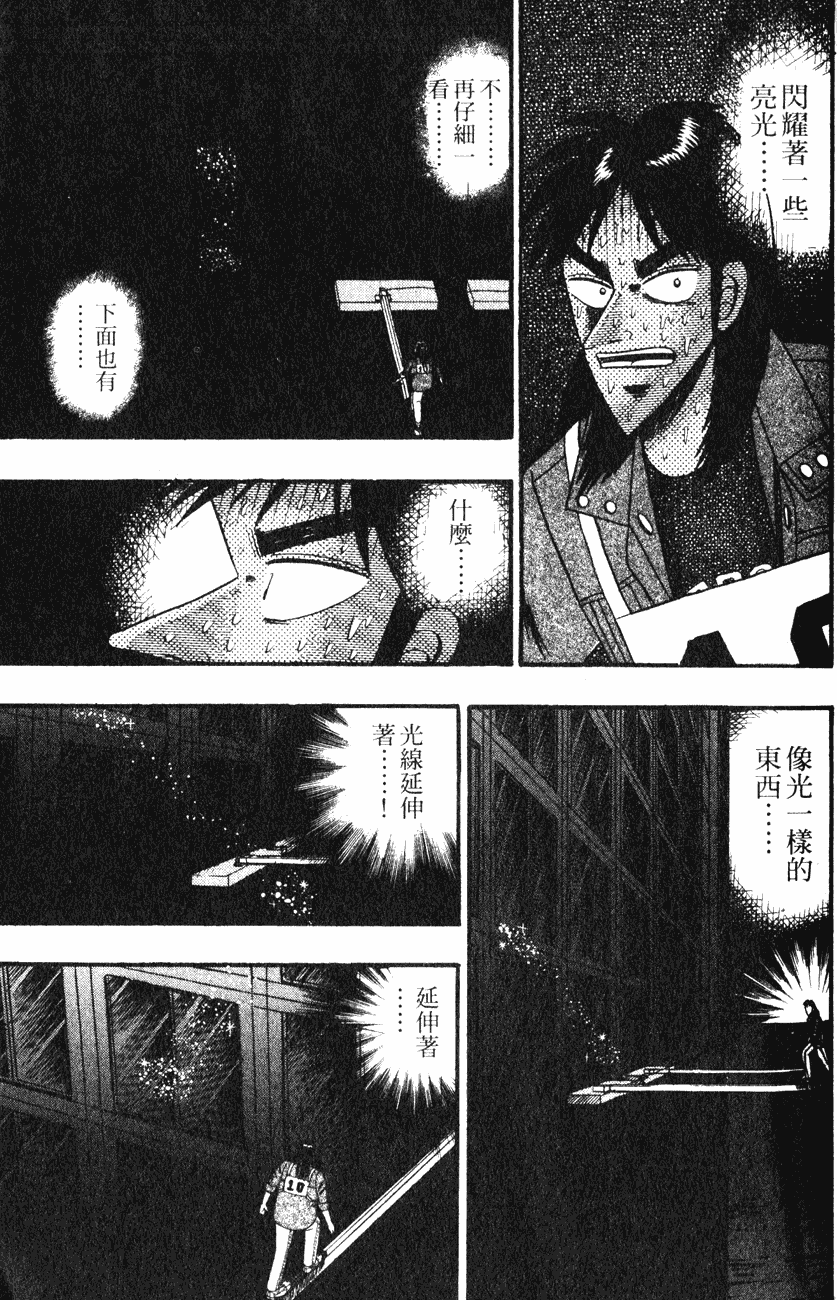 閃耀著一些
亮光……
不……
再仔細一
看………
下面也有
………
什麼……
像光一樣的
東西……
光線延伸
著……！
延伸著
……
10